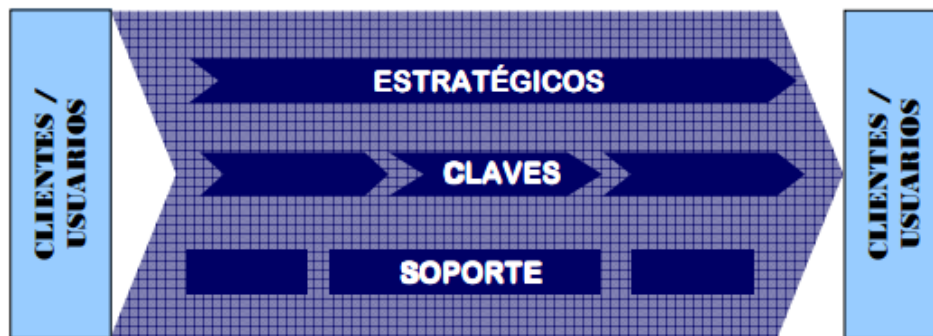 CLIENTES /
USUARIOS
ESTRATÉGICOS
CLAVES
SOPORTE
CLIENTES /
USUARIOS